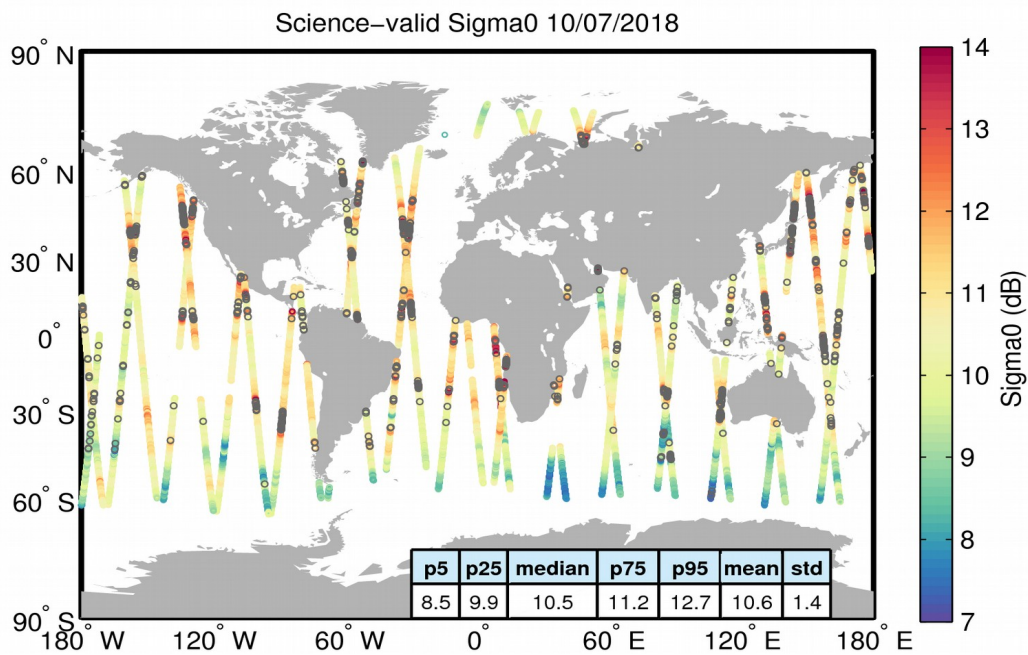 Science−valid Sigma0 10/07/2018
90° N
60° N
30° N
0°
30° S
60° S
90° S
180° W
120° W
60° W
0°
60° E
120° E
180° E
p5 p25 median p75 p95 mean std
8.5 9.9 10.5 11.2 12.7 10.6 1.4
14
13
12
11
10
9
8
7
Sigma0 (dB)